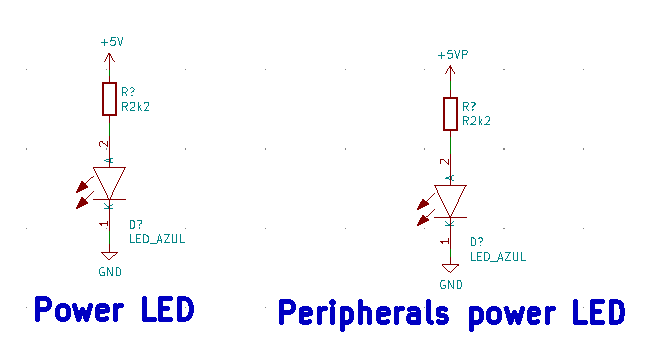 +5V
R?
R2k2
2
A
K
1
D?
LED_AZUL
GND
Power LED
+5VP
R?
R2k2
2
A
K
1
D?
LED_AZUL
GND
Peripherals power LED